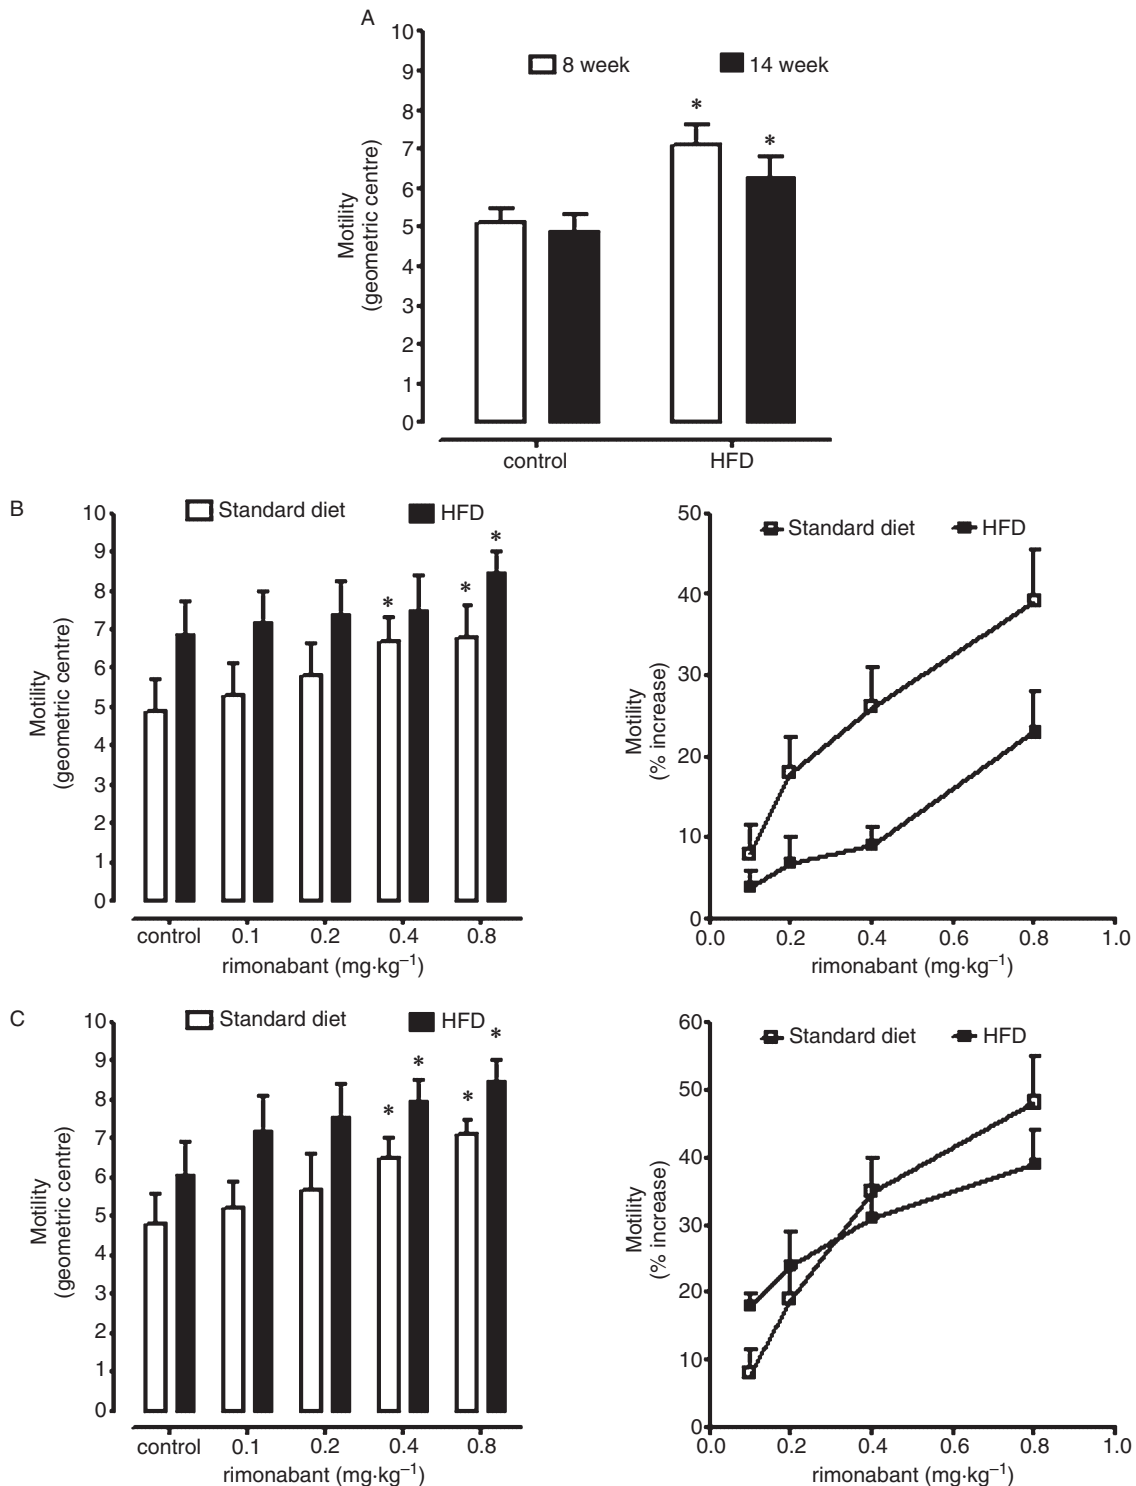 A
10
9
8
7
6
5
4
3
2
1
0
Motility
(geometric centre)
8 week
14 week
*
*
control
HFD
B
10
9
8
7
6
5
4
3
2
1
0
Motility
(geometric centre)
Standard diet
HFD
*
*
*
control 0.1 0.2 0.4 0.8
rimonabant (mg·kg⁻¹)
50
40
30
20
10
0
Motility
(% increase)
Standard diet
HFD
0.0 0.2 0.4 0.6 0.8 1.0
rimonabant (mg·kg⁻¹)
C
10
9
8
7
6
5
4
3
2
1
0
Motility
(geometric centre)
Standard diet
HFD
*
*
*
*
control 0.1 0.2 0.4 0.8
rimonabant (mg·kg⁻¹)
60
50
40
30
20
10
0
Motility
(% increase)
Standard diet
HFD
0.0 0.2 0.4 0.6 0.8 1.0
rimonabant (mg·kg⁻¹)